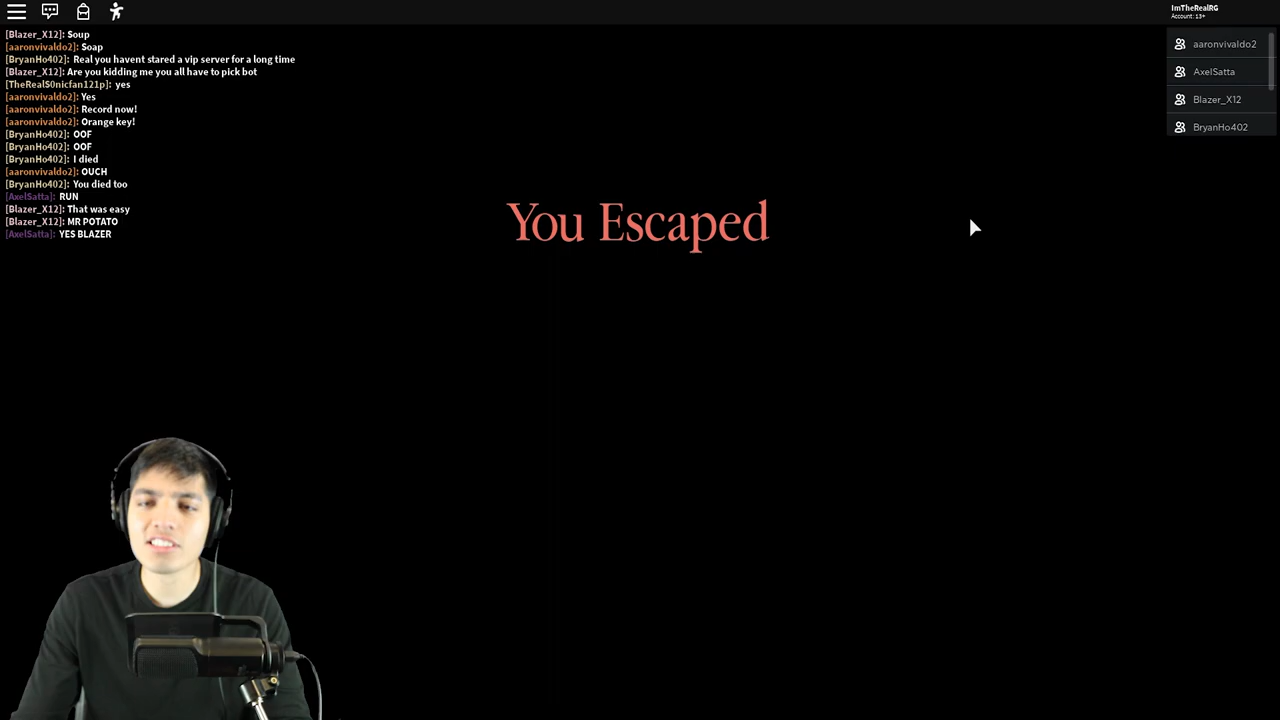 ImTheRealRG
Account: 13+
[Blazer_X12]: Soup
[aaronvivaldo2]: Soap
[BryanHo402]: Real you havent stared a vip server for a long time
[Blazer_X12]: Are you kidding me you all have to pick bot
[TheRealS0nicfan121p]: yes
[aaronvivaldo2]: Yes
[aaronvivaldo2]: Record now!
[aaronvivaldo2]: Orange key!
[BryanHo402]: OOF
[BryanHo402]: OOF
[BryanHo402]: I died
[aaronvivaldo2]: OUCH
[BryanHo402]: You died too
[AxelSatta]: RUN
[Blazer_X12]: That was easy
[Blazer_X12]: MR POTATO
[AxelSatta]: YES BLAZER
aaronvivaldo2
AxelSatta
Blazer_X12
BryanHo402
You Escaped